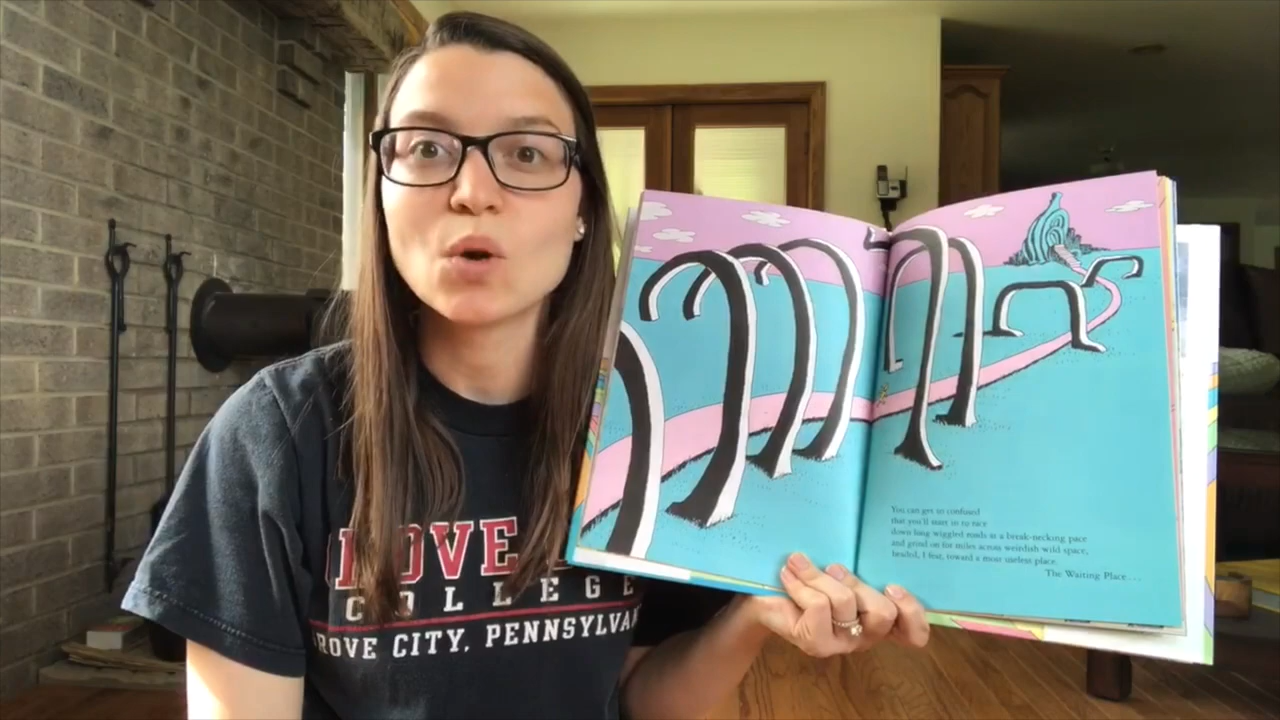 You can get so confused
that you'll start in to race
down long wiggled roads at a break-necking pace
and grind on for miles across weirdish wild space,
headed, I fear, toward a most useless place.
The Waiting Place...
ROVE
COLLEGE
GROVE CITY, PENNSYLVAN